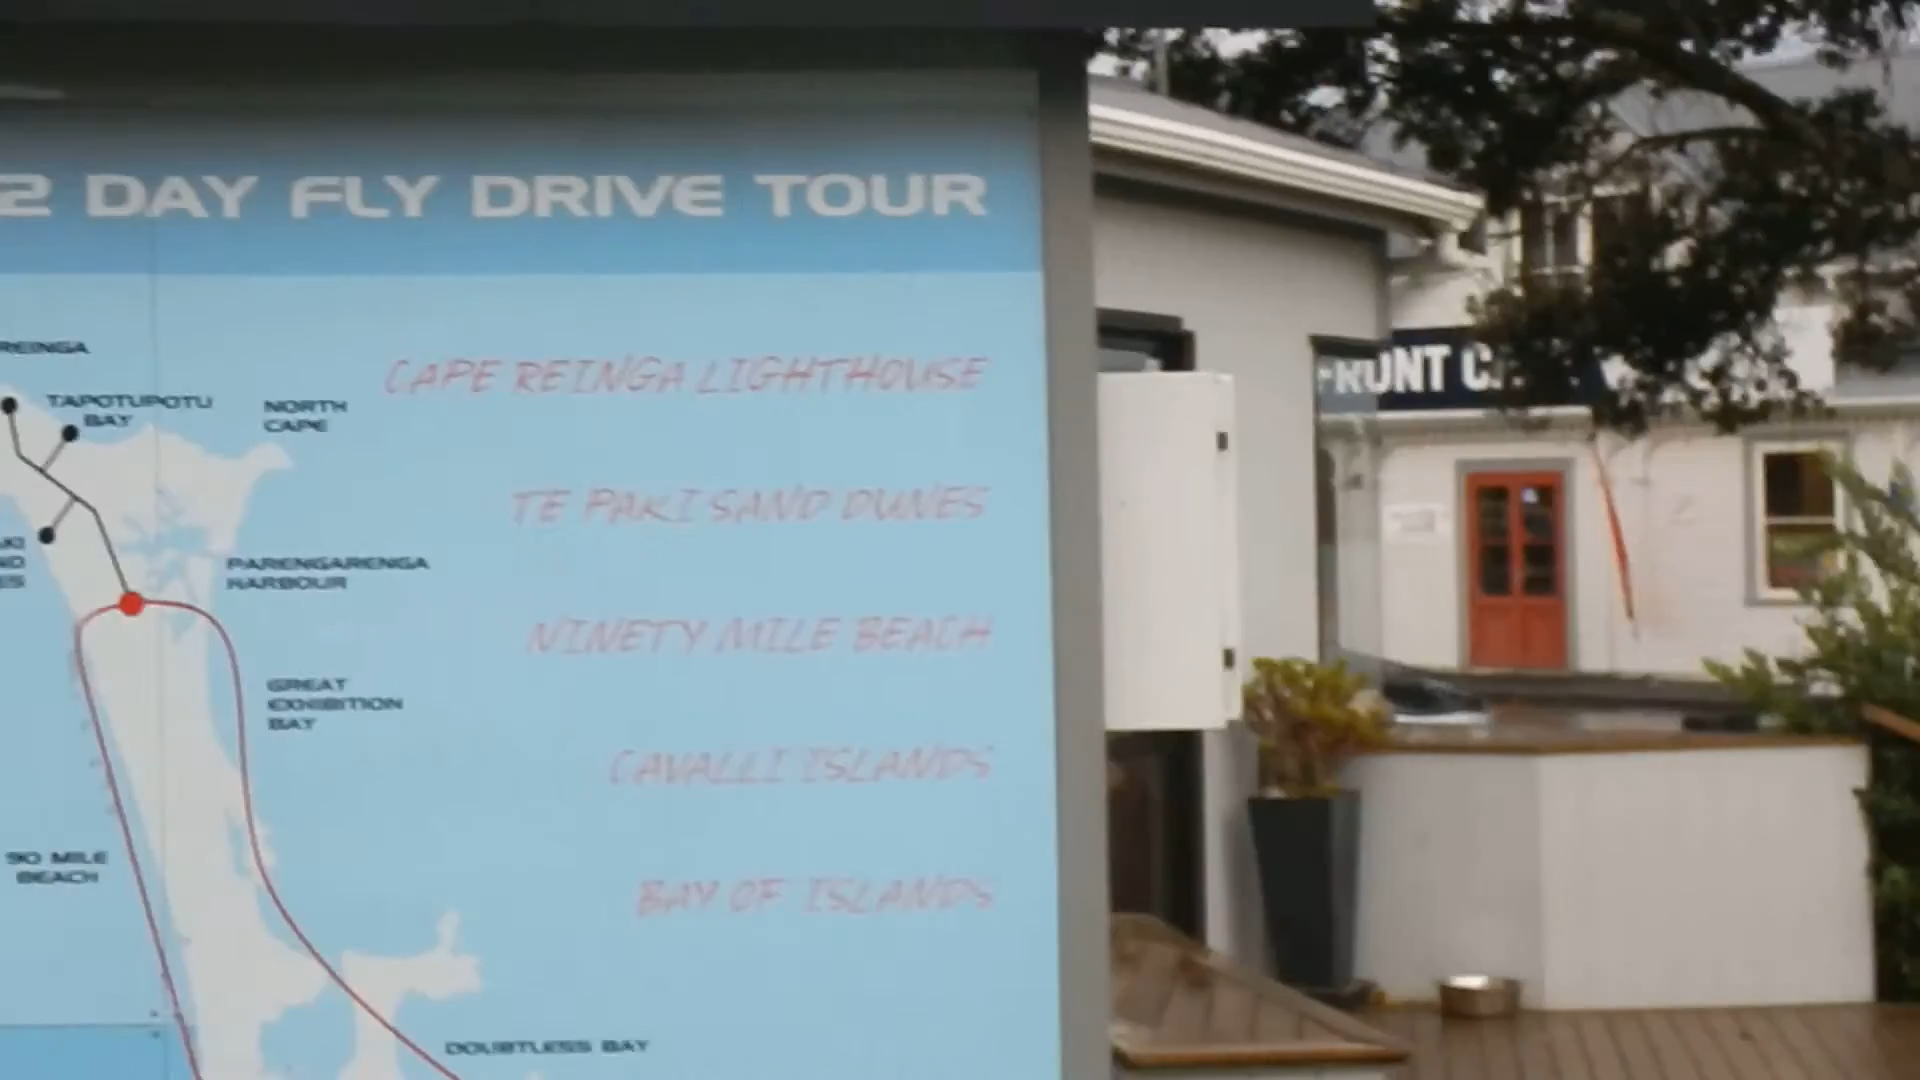 2 DAY FLY DRIVE TOUR
REINGA
TAPOTUPOTU
BAY
NORTH
CAPE
CAPE REINGA LIGHTHOUSE
TE PAKI SAND DUNES
PARENGARENGA
HARBOUR
NINETY MILE BEACH
GREAT
EXHIBITION
BAY
CAVALLI ISLANDS
90 MILE
BEACH
BAY OF ISLANDS
DOUBTLESS BAY
FRONT